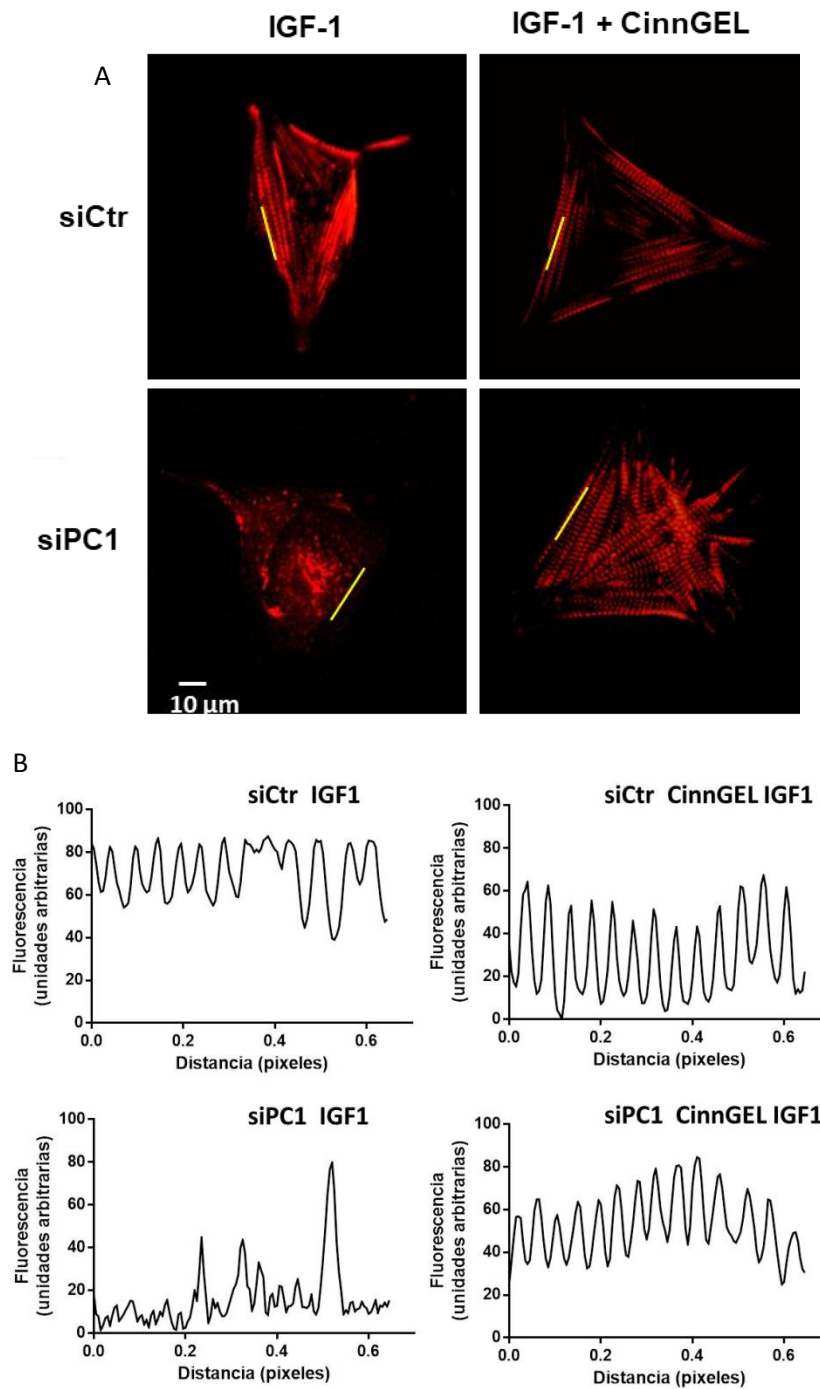 IGF-1
IGF-1 + CinnGEL
A
siCtr
siPC1
10 µm
B
siCtr IGF1
Fluorescencia
(unidades arbitrarias)
100
80
60
40
20
0
0.0 0.2 0.4 0.6
Distancia (pixeles)
siCtr CinnGEL IGF1
Fluorescencia
(unidades arbitrarias)
100
80
60
40
20
0
0.0 0.2 0.4 0.6
Distancia (pixeles)
siPC1 IGF1
Fluorescencia
(unidades arbitrarias)
100
80
60
40
20
0
0.0 0.2 0.4 0.6
Distancia (pixeles)
siPC1 CinnGEL IGF1
Fluorescencia
(unidades arbitrarias)
100
80
60
40
20
0
0.0 0.2 0.4 0.6
Distancia (pixeles)